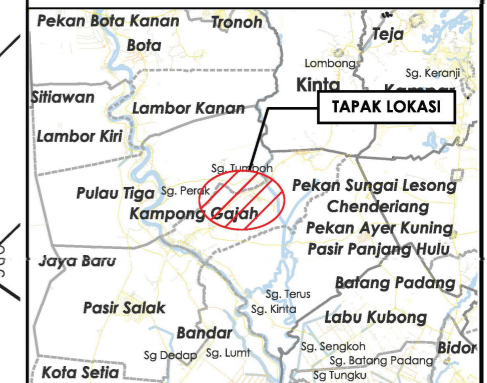 Pekan Bota Kanan
Tronoh
Teja
Bota
Lombong
Sg. Keranji
Kinta
Kampar
Sitiawan
Lambor Kanan
TAPAK LOKASI
Lambor Kiri
Sg. Tumboh
Pulau Tiga
Sg. Perak
Pekan Sungai Lesong
Kampong Gajah
Chenderiang
Pekan Ayer Kuning
Pasir Panjang Hulu
Jaya Baru
Batang Padang
Sg. Terus
Sg. Kinta
Pasir Salak
Labu Kubong
Bandar
Sg Dedap
Sg. Lumt
Sg. Sengkoh
Bidor
Sg. Batang Padang
Kota Setia
Sg Tungku